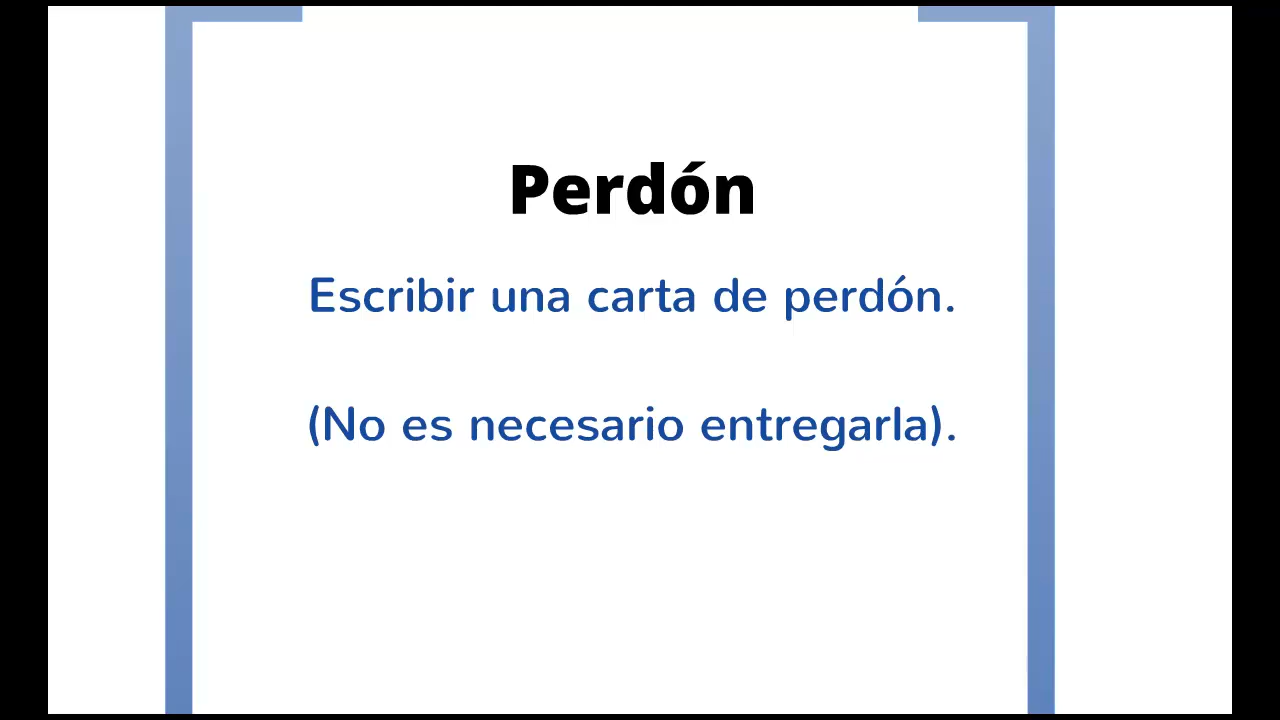 Perdón
Escribir una carta de perdón.
(No es necesario entregarla).